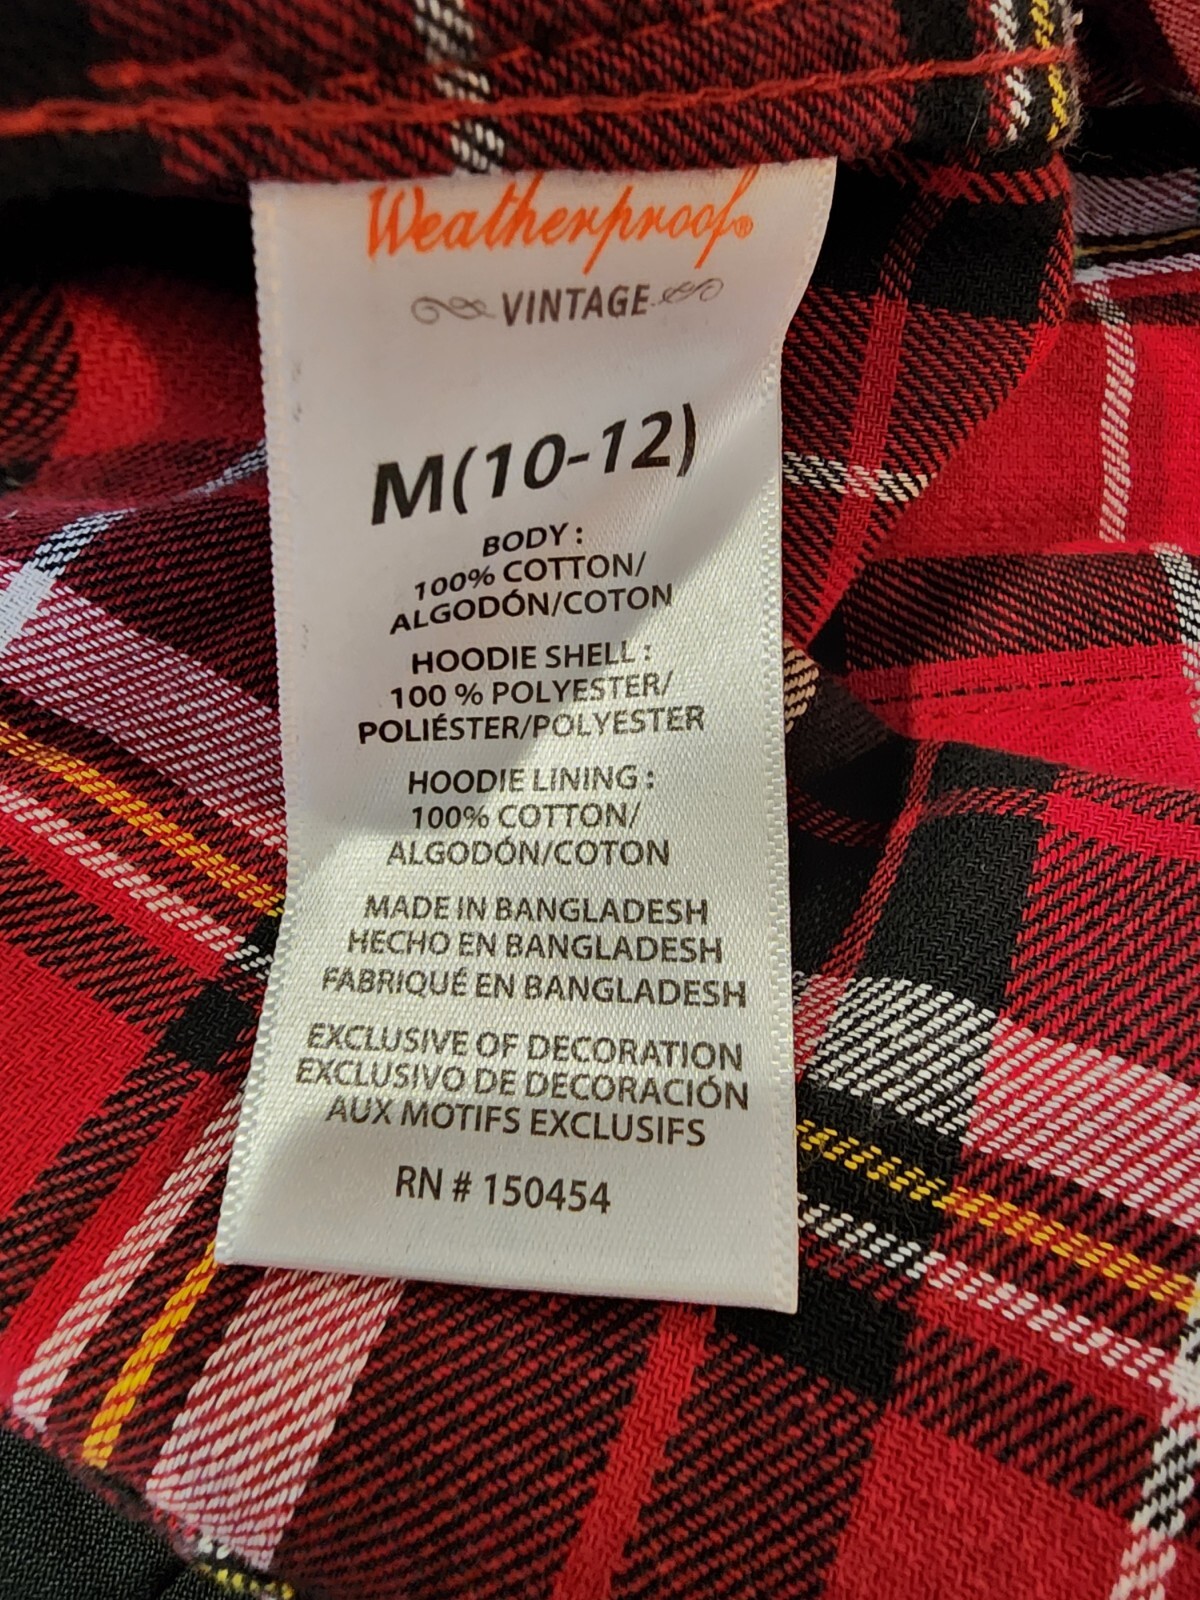 Weatherproof®
VINTAGE
M(10-12)
BODY :
100% COTTON/
ALGODÓN/COTON
HOODIE SHELL :
100 % POLYESTER/
POLIÉSTER/POLYESTER
HOODIE LINING :
100% COTTON/
ALGODÓN/COTON
MADE IN BANGLADESH
HECHO EN BANGLADESH
FABRIQUÉ EN BANGLADESH
EXCLUSIVE OF DECORATION
EXCLUSIVO DE DECORACIÓN
AUX MOTIFS EXCLUSIFS
RN # 150454